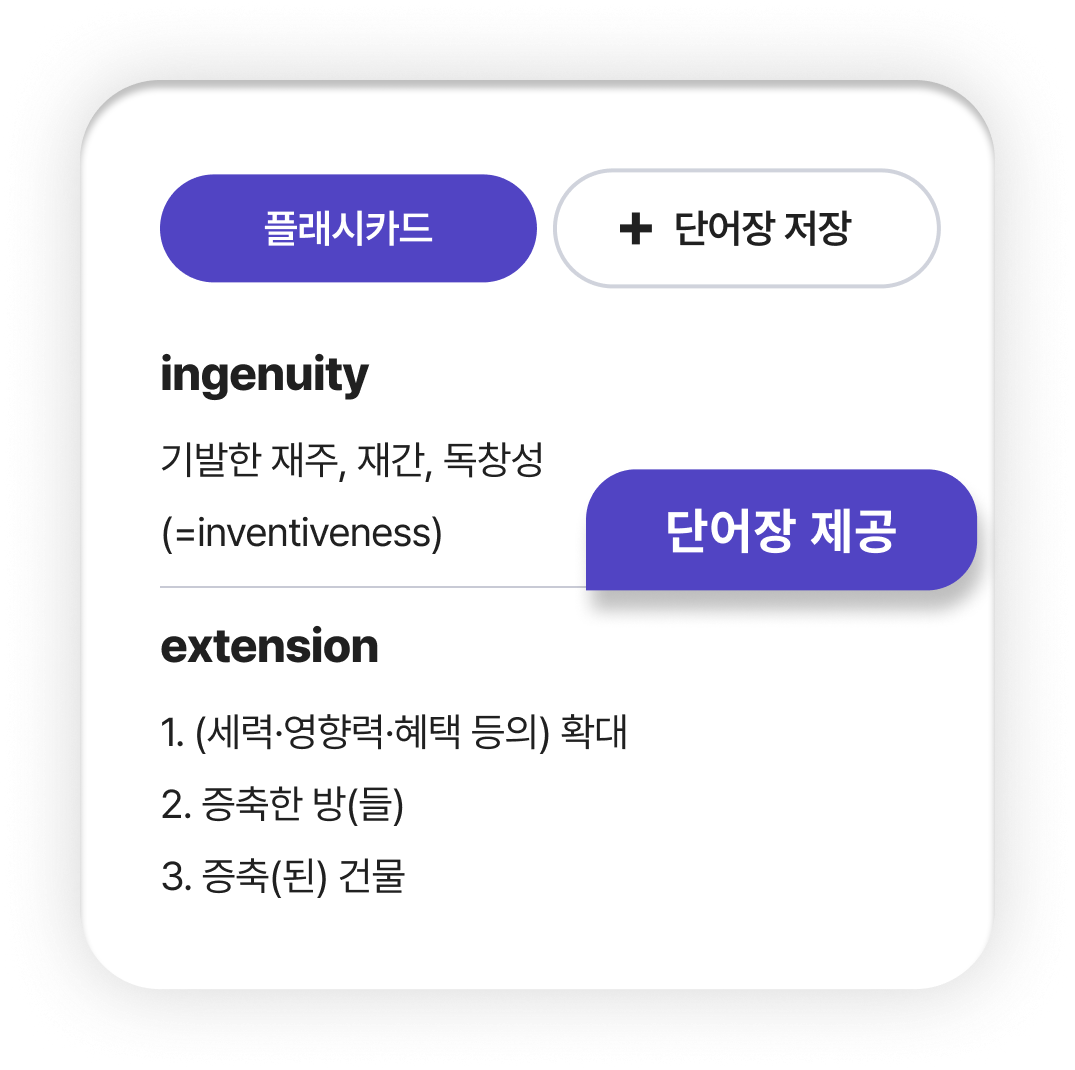 플래시카드
+ 단어장 저장
ingenuity
기발한 재주, 재간, 독창성
(=inventiveness)
단어장 제공
extension
1. (세력·영향력·혜택 등의) 확대
2. 증축한 방(들)
3. 증축(된) 건물